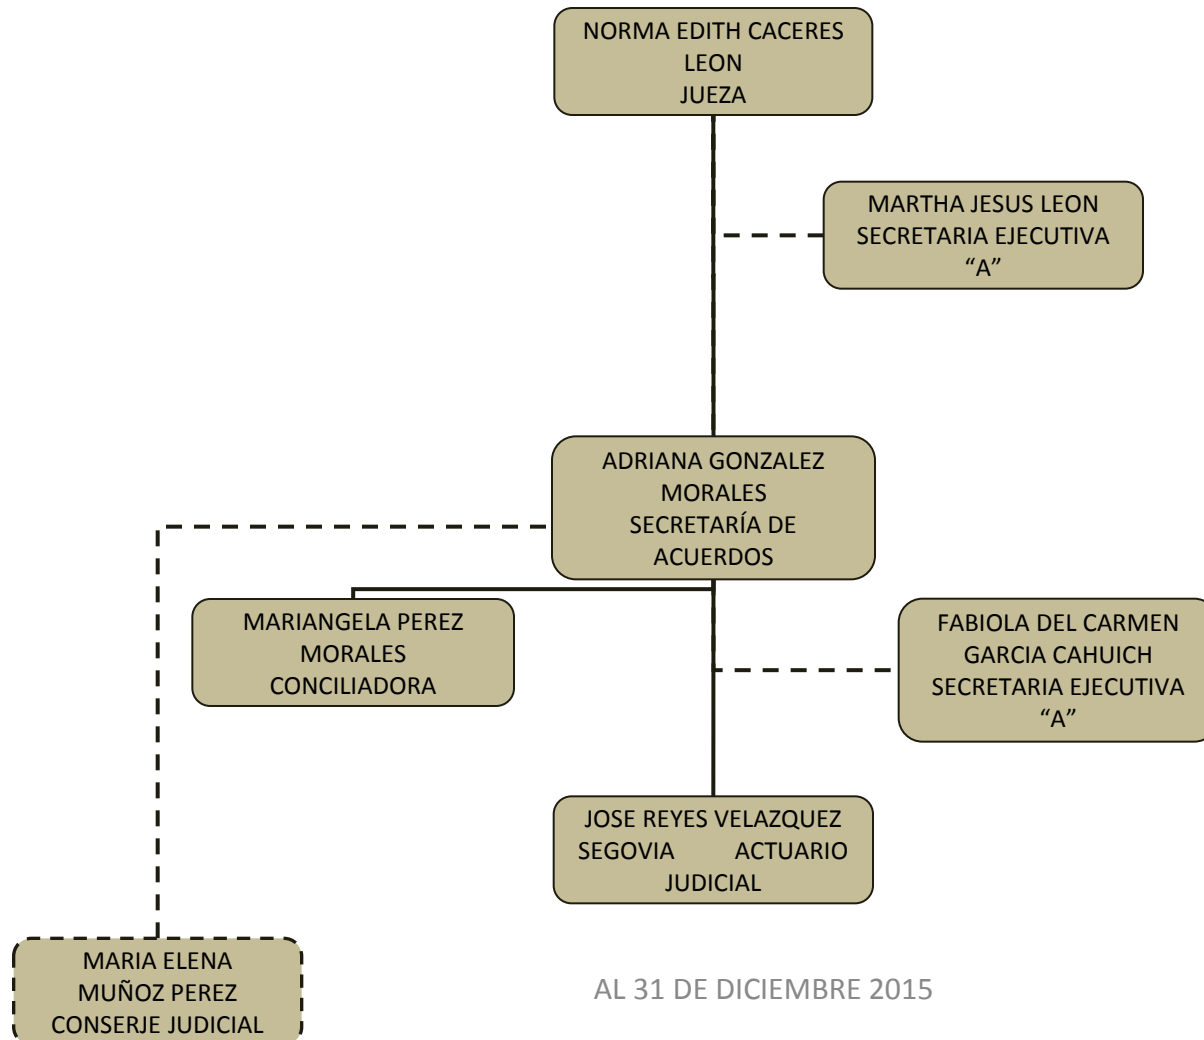 NORMA EDITH CACERES
LEON
JUEZA
MARTHA JESUS LEON
SECRETARIA EJECUTIVA
“A”
ADRIANA GONZALEZ
MORALES
SECRETARÍA DE
ACUERDOS
MARIANGELA PEREZ
MORALES
CONCILIADORA
FABIOLA DEL CARMEN
GARCIA CAHUICH
SECRETARIA EJECUTIVA
“A”
JOSE REYES VELAZQUEZ
SEGOVIA ACTUARIO
JUDICIAL
MARIA ELENA
MUÑOZ PEREZ
CONSERJE JUDICIAL
AL 31 DE DICIEMBRE 2015